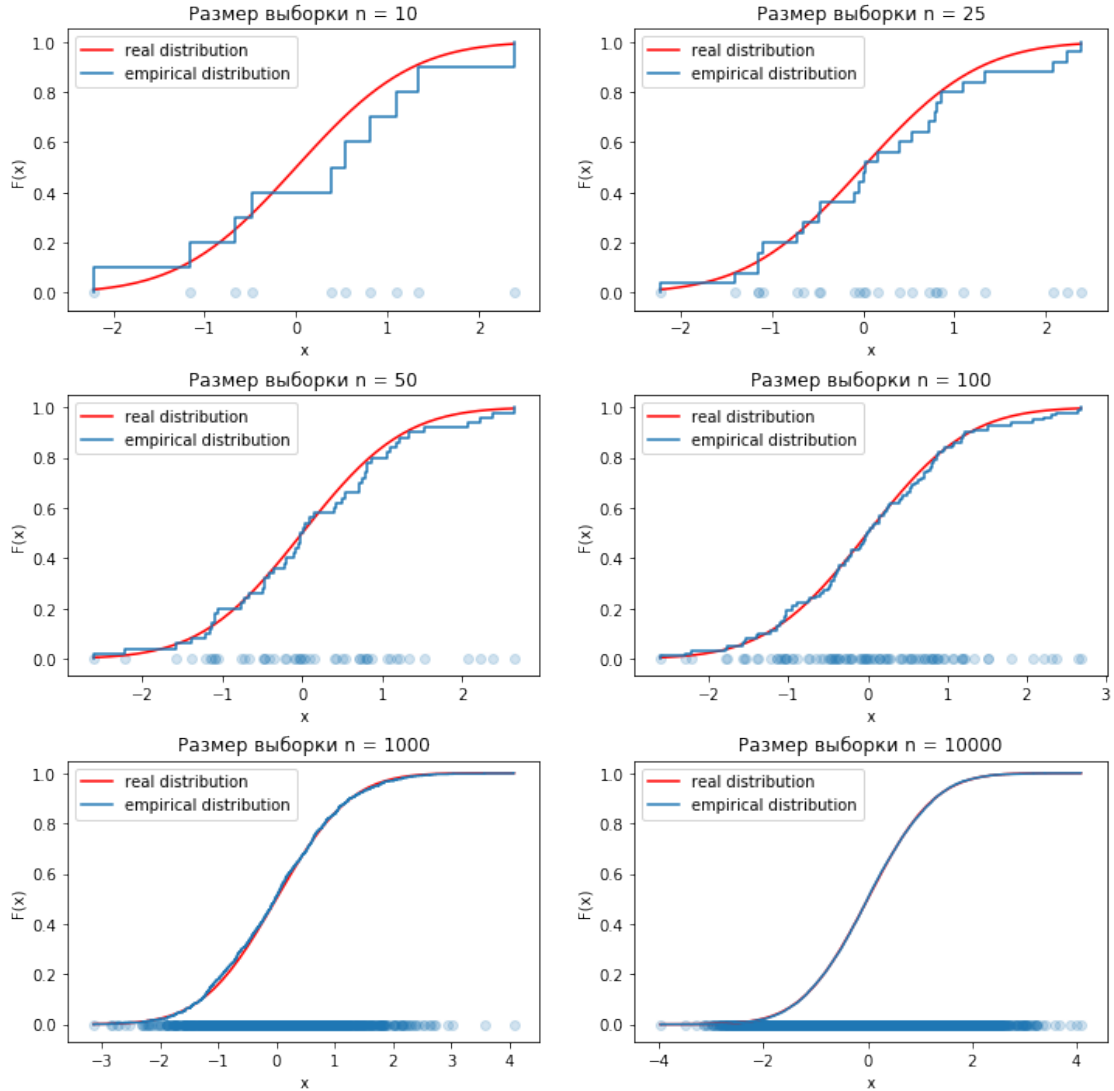 Размер выборки n = 10
real distribution
empirical distribution
1.0
0.8
0.6
0.4
0.2
0.0
F(x)
−2
−1
0
1
2
x
Размер выборки n = 25
real distribution
empirical distribution
1.0
0.8
0.6
0.4
0.2
0.0
F(x)
−2
−1
0
1
2
x
Размер выборки n = 50
real distribution
empirical distribution
1.0
0.8
0.6
0.4
0.2
0.0
F(x)
−2
−1
0
1
2
x
Размер выборки n = 100
real distribution
empirical distribution
1.0
0.8
0.6
0.4
0.2
0.0
F(x)
−2
−1
0
1
2
3
x
Размер выборки n = 1000
real distribution
empirical distribution
1.0
0.8
0.6
0.4
0.2
0.0
F(x)
−3
−2
−1
0
1
2
3
4
x
Размер выборки n = 10000
real distribution
empirical distribution
1.0
0.8
0.6
0.4
0.2
0.0
F(x)
−4
−2
0
2
4
x